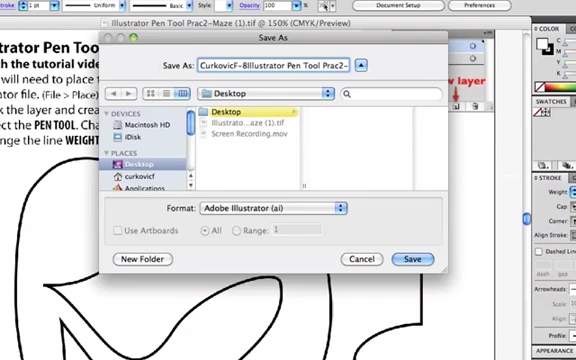 Stroke: 1 pt Basic Style: Opacity: 100 % Document Setup Preferences
Illustrator Pen Tool Prac2-Maze (1).tif @ 150% (CMYK/Preview)
Save As
strator Pen Too
h the tutorial vide
will need to place t
ator file. (File > Place)
k the layer and crea
ect the PEN TOOL. Cha
nge the line WEIGHT
w layer
Save As: CurkovicF-8Illustrator Pen Tool Prac2-
Desktop
DEVICES
Macintosh HD
iDisk
PLACES
Desktop
curkovicf
Applications
Desktop
Illustrato...aze (1).tif
Screen Recording.mov
Format: Adobe Illustrator (ai)
Use Artboards All Range: 1
New Folder Cancel Save
COLOR
SWATCHES
STROKE
Weight:
Cap:
Corner:
Align Stroke:
Dashed Line
dash gap
Arrowheads:
Scale:
Align:
Profile:
APPEARANCE